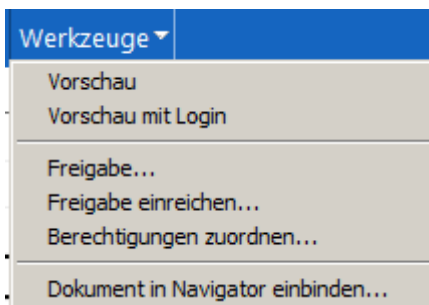 Werkzeuge
Vorschau
Vorschau mit Login
Freigabe...
Freigabe einreichen...
Berechtigungen zuordnen...
Dokument in Navigator einbinden...